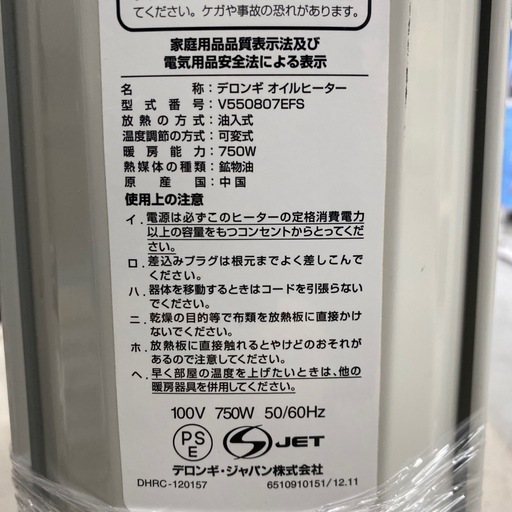 てください。ケガや事故の恐れがあります。
家庭用品品質表示法及び
電気用品安全法による表示
名称：デロンギ オイルヒーター
型式番号：V550807EFS
放熱の方式：油入式
温度調節の方式：可変式
暖房能力：750W
熱媒体の種類：鉱物油
原産国：中国
使用上の注意
イ．電源は必ずこのヒーターの定格消費電力
以上の容量をもつコンセントからとってくだ
さい。
ロ．差込みプラグは根元までよく差しこんで
ください。
ハ．器体を移動するときはコードを引張らない
でください。
ニ．乾燥の目的等で布類を放熱板に直接かけ
ないでください。
ホ．放熱板に直接触れるとやけどのおそれが
あるので注意してください。
ヘ．早く部屋の温度を上げたいときは、他の
暖房器具を併用してください。
100V 750W 50/60Hz
PS
E
JET
デロンギ・ジャパン株式会社
DHRC-120157 6510910151/12.11